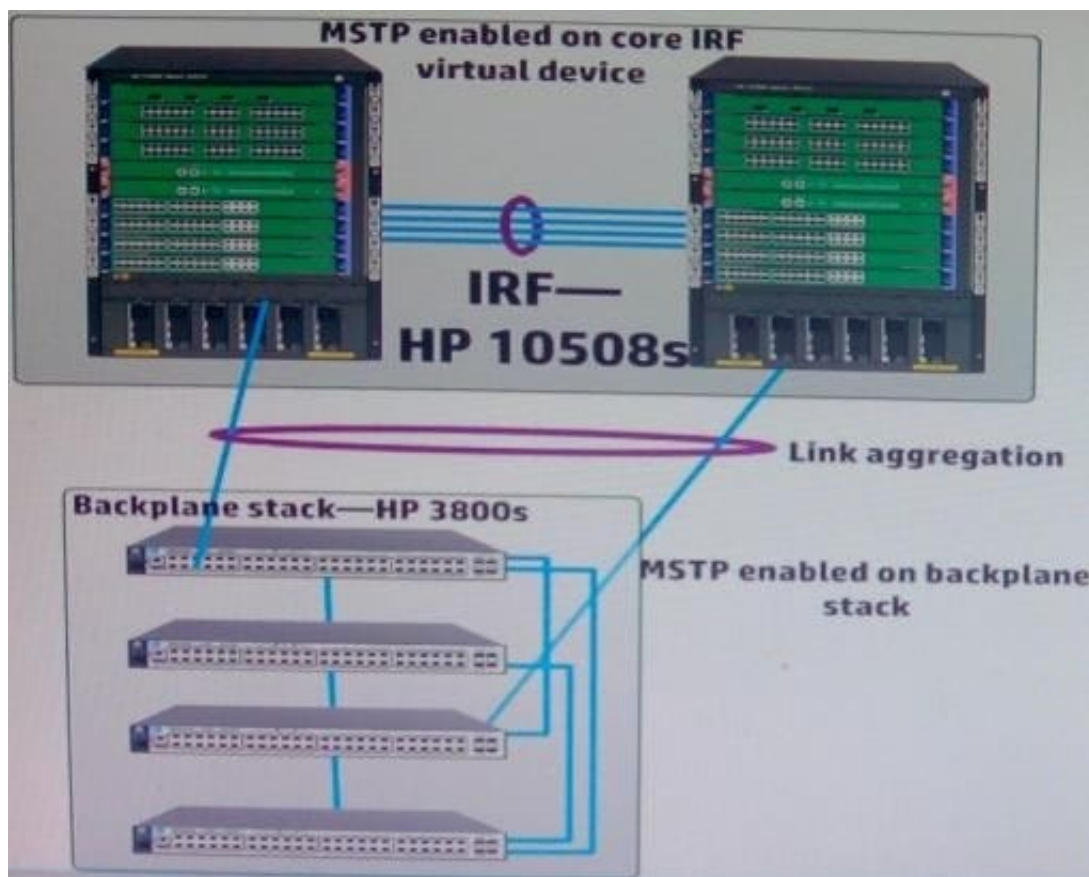 MSTP enabled on core IRF
virtual device
IRF—
HP 10508s
Link aggregation
Backplane stack—HP 3800s
MSTP enabled on backplane
stack